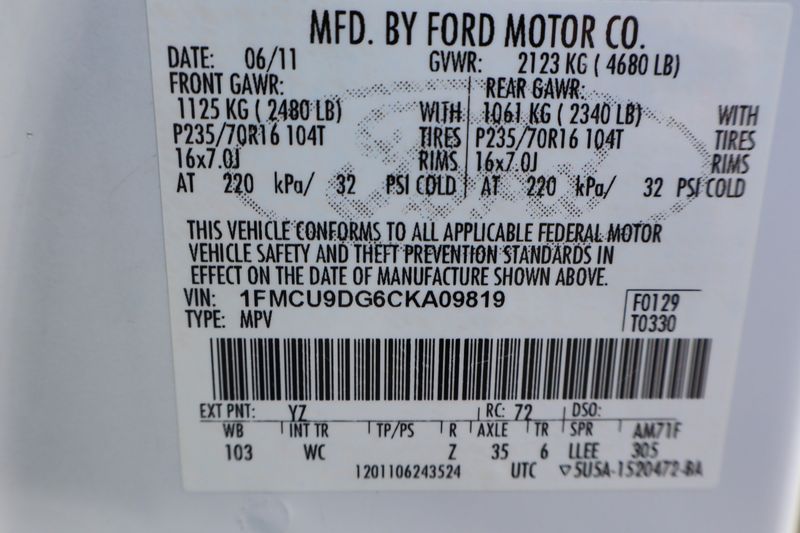 MFD. BY FORD MOTOR CO.
DATE: 06/11 GVWR: 2123 KG ( 4680 LB)
FRONT GAWR: REAR GAWR:
1125 KG ( 2480 LB) WITH 1061 KG ( 2340 LB) WITH
P235/70R16 104T TIRES P235/70R16 104T TIRES
16x7.0J RIMS 16x7.0J RIMS
AT 220 kPa/ 32 PSI COLD AT 220 kPa/ 32 PSI COLD
THIS VEHICLE CONFORMS TO ALL APPLICABLE FEDERAL MOTOR
VEHICLE SAFETY AND THEFT PREVENTION STANDARDS IN
EFFECT ON THE DATE OF MANUFACTURE SHOWN ABOVE.
VIN: 1FMCU9DG6CKA09819 F0129
TYPE: MPV T0330
EXT PNT: YZ RC: 72 DSO:
WB INT TR TP/PS R AXLE TR SPR AM71F
103 WC Z 35 6 LLEE 305
1201106243524 UTC ▽5U5A-1520472-BA